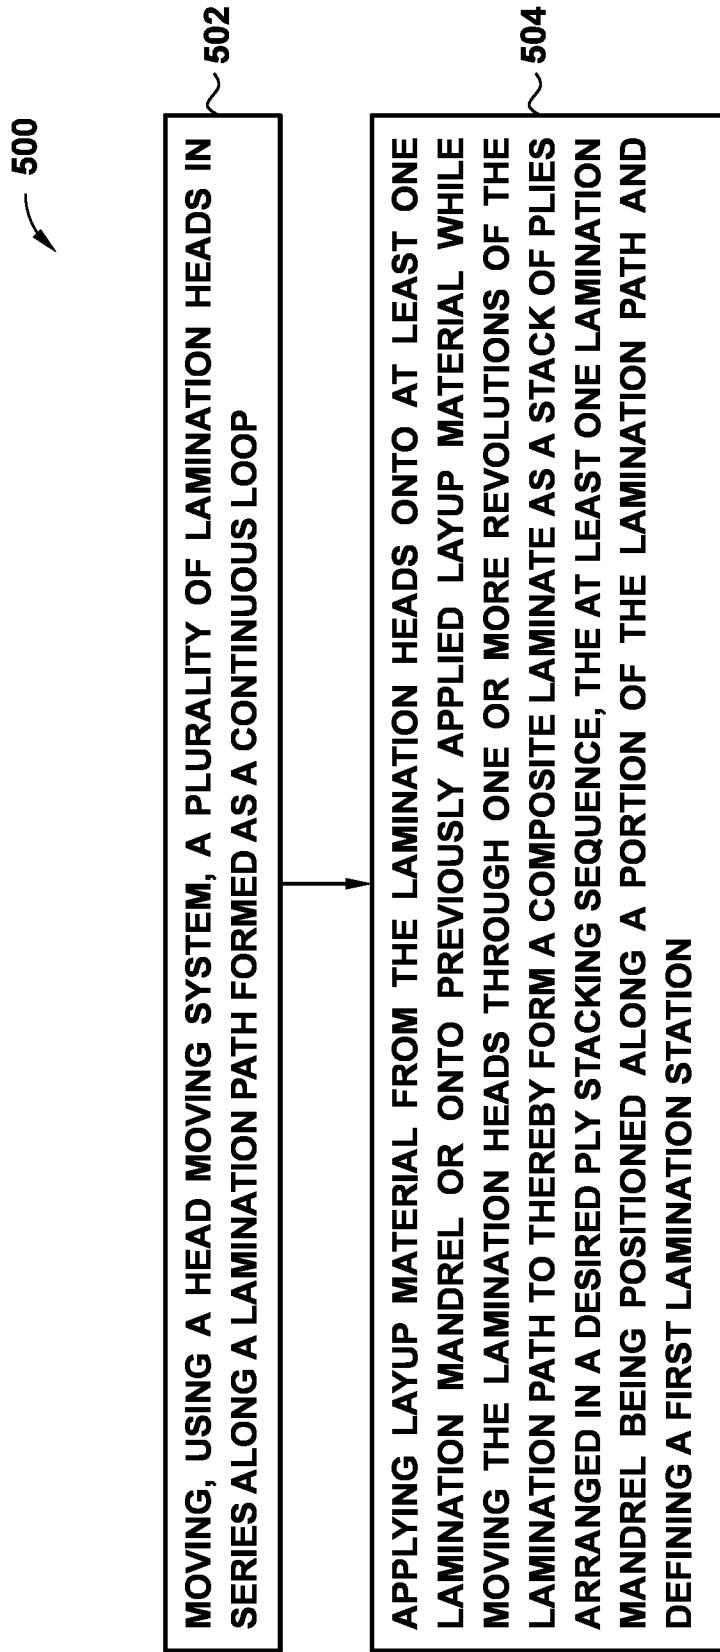 500
502
MOVING, USING A HEAD MOVING SYSTEM, A PLURALITY OF LAMINATION HEADS IN
SERIES ALONG A LAMINATION PATH FORMED AS A CONTINUOUS LOOP
504
APPLYING LAYUP MATERIAL FROM THE LAMINATION HEADS ONTO AT LEAST ONE
LAMINATION MANDREL OR ONTO PREVIOUSLY APPLIED LAYUP MATERIAL WHILE
MOVING THE LAMINATION HEADS THROUGH ONE OR MORE REVOLUTIONS OF THE
LAMINATION PATH TO THEREBY FORM A COMPOSITE LAMINATE AS A STACK OF PLIES
ARRANGED IN A DESIRED PLY STACKING SEQUENCE, THE AT LEAST ONE LAMINATION
MANDREL BEING POSITIONED ALONG A PORTION OF THE LAMINATION PATH AND
DEFINING A FIRST LAMINATION STATION